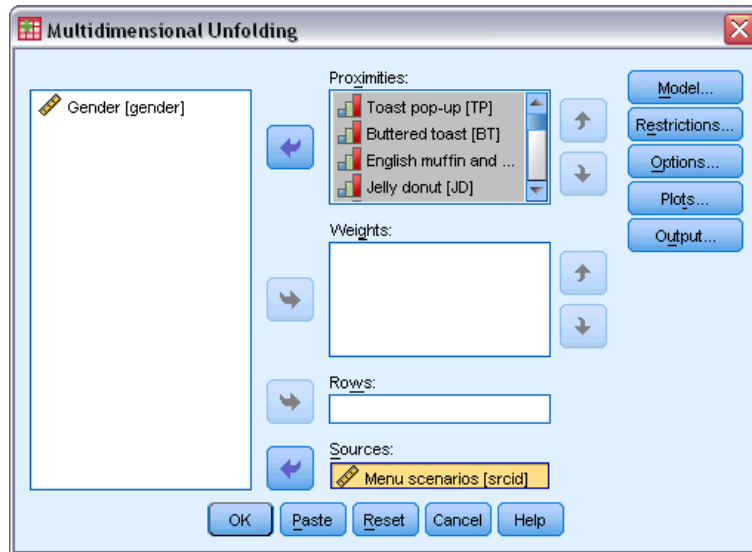 Multidimensional Unfolding
Gender [gender]
Proximities:
Toast pop-up [TP]
Buttered toast [BT]
English muffin and ...
Jelly donut [JD]
Weights:
Rows:
Sources:
Menu scenarios [srcid]
Model...
Restrictions...
Options...
Plots...
Output...
OK
Paste
Reset
Cancel
Help